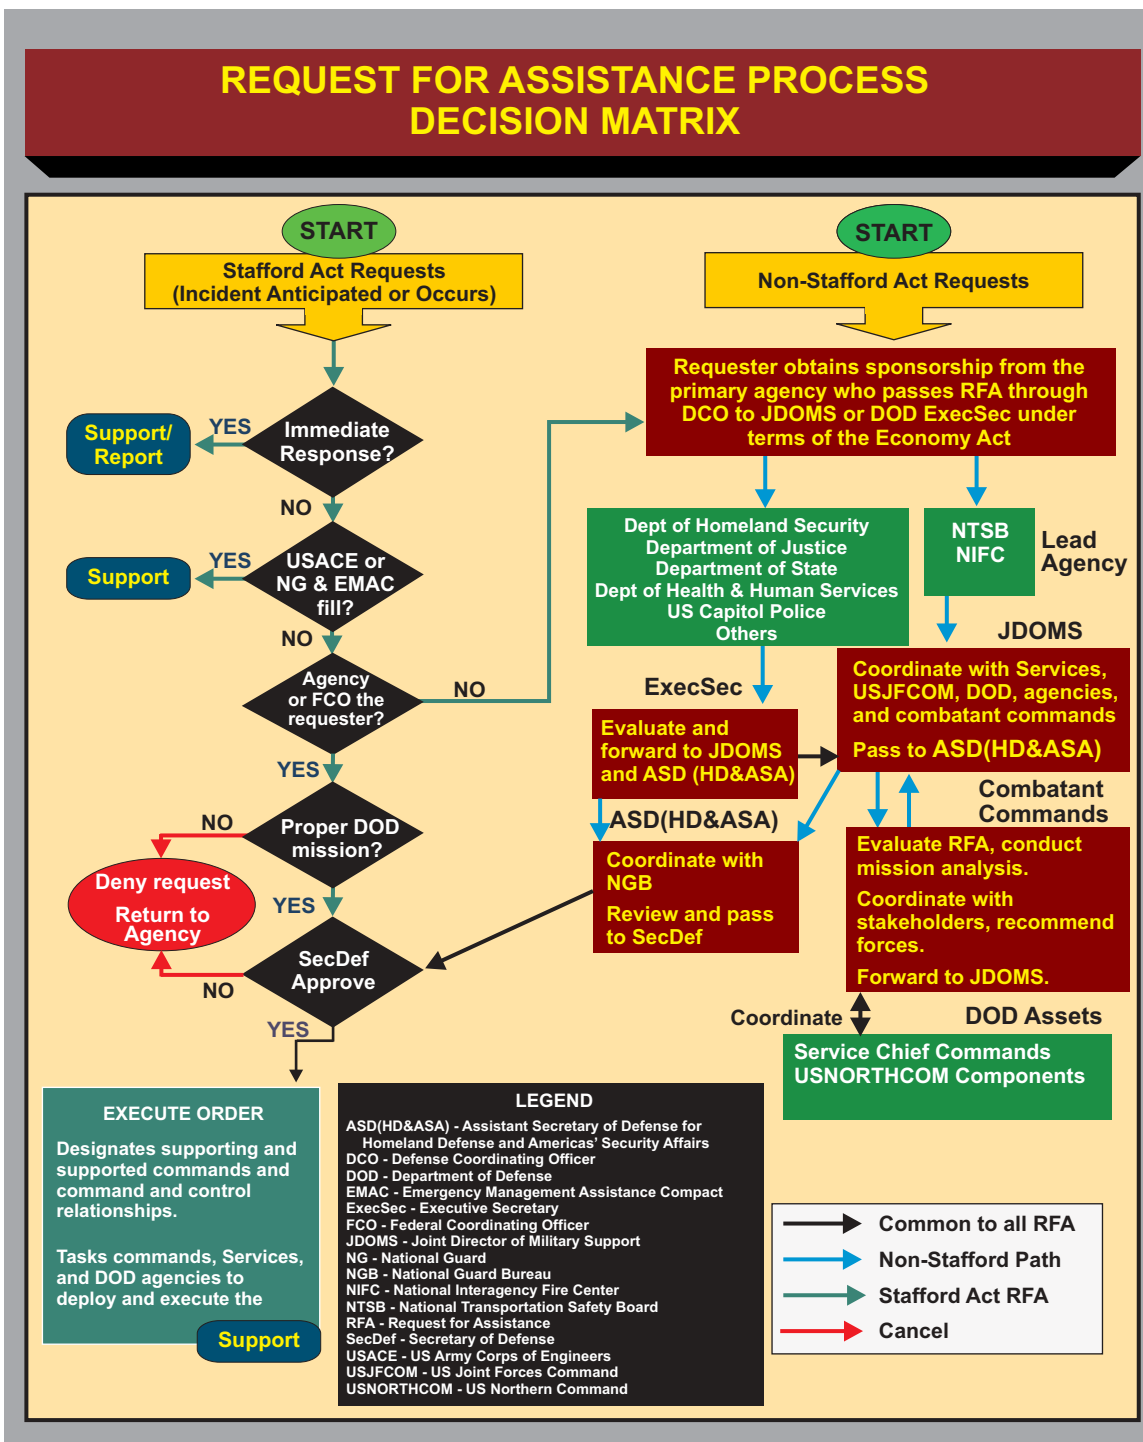 REQUEST FOR ASSISTANCE PROCESS
DECISION MATRIX
START
Stafford Act Requests
(Incident Anticipated or Occurs)
Immediate
Response?
YES
Support/
Report
NO
USACE or
NG & EMAC
fill?
YES
Support
NO
Agency
or FCO the
requester?
NO
YES
Proper DOD
mission?
NO
Deny request
Return to
Agency
YES
SecDef
Approve
NO
YES
EXECUTE ORDER
Designates supporting and
supported commands and
command and control
relationships.
Tasks commands, Services,
and DOD agencies to
deploy and execute the
Support
START
Non-Stafford Act Requests
Requester obtains sponsorship from the
primary agency who passes RFA through
DCO to JDOMS or DOD ExecSec under
terms of the Economy Act
Dept of Homeland Security
Department of Justice
Department of State
Dept of Health & Human Services
US Capitol Police
Others
NTSB
NIFC
Lead
Agency
JDOMS
Coordinate with Services,
USJFCOM, DOD, agencies,
and combatant commands
Pass to ASD(HD&ASA)
ExecSec
Evaluate and
forward to JDOMS
and ASD (HD&ASA)
ASD(HD&ASA)
Coordinate with
NGB
Review and pass
to SecDef
Combatant
Commands
Evaluate RFA, conduct
mission analysis.
Coordinate with
stakeholders, recommend
forces.
Forward to JDOMS.
Coordinate
DOD Assets
Service Chief Commands
USNORTHCOM Components
LEGEND
ASD(HD&ASA) - Assistant Secretary of Defense for
Homeland Defense and Americas' Security Affairs
DCO - Defense Coordinating Officer
DOD - Department of Defense
EMAC - Emergency Management Assistance Compact
ExecSec - Executive Secretary
FCO - Federal Coordinating Officer
JDOMS - Joint Director of Military Support
NG - National Guard
NGB - National Guard Bureau
NIFC - National Interagency Fire Center
NTSB - National Transportation Safety Board
RFA - Request for Assistance
SecDef - Secretary of Defense
USACE - US Army Corps of Engineers
USJFCOM - US Joint Forces Command
USNORTHCOM - US Northern Command
Common to all RFA
Non-Stafford Path
Stafford Act RFA
Cancel